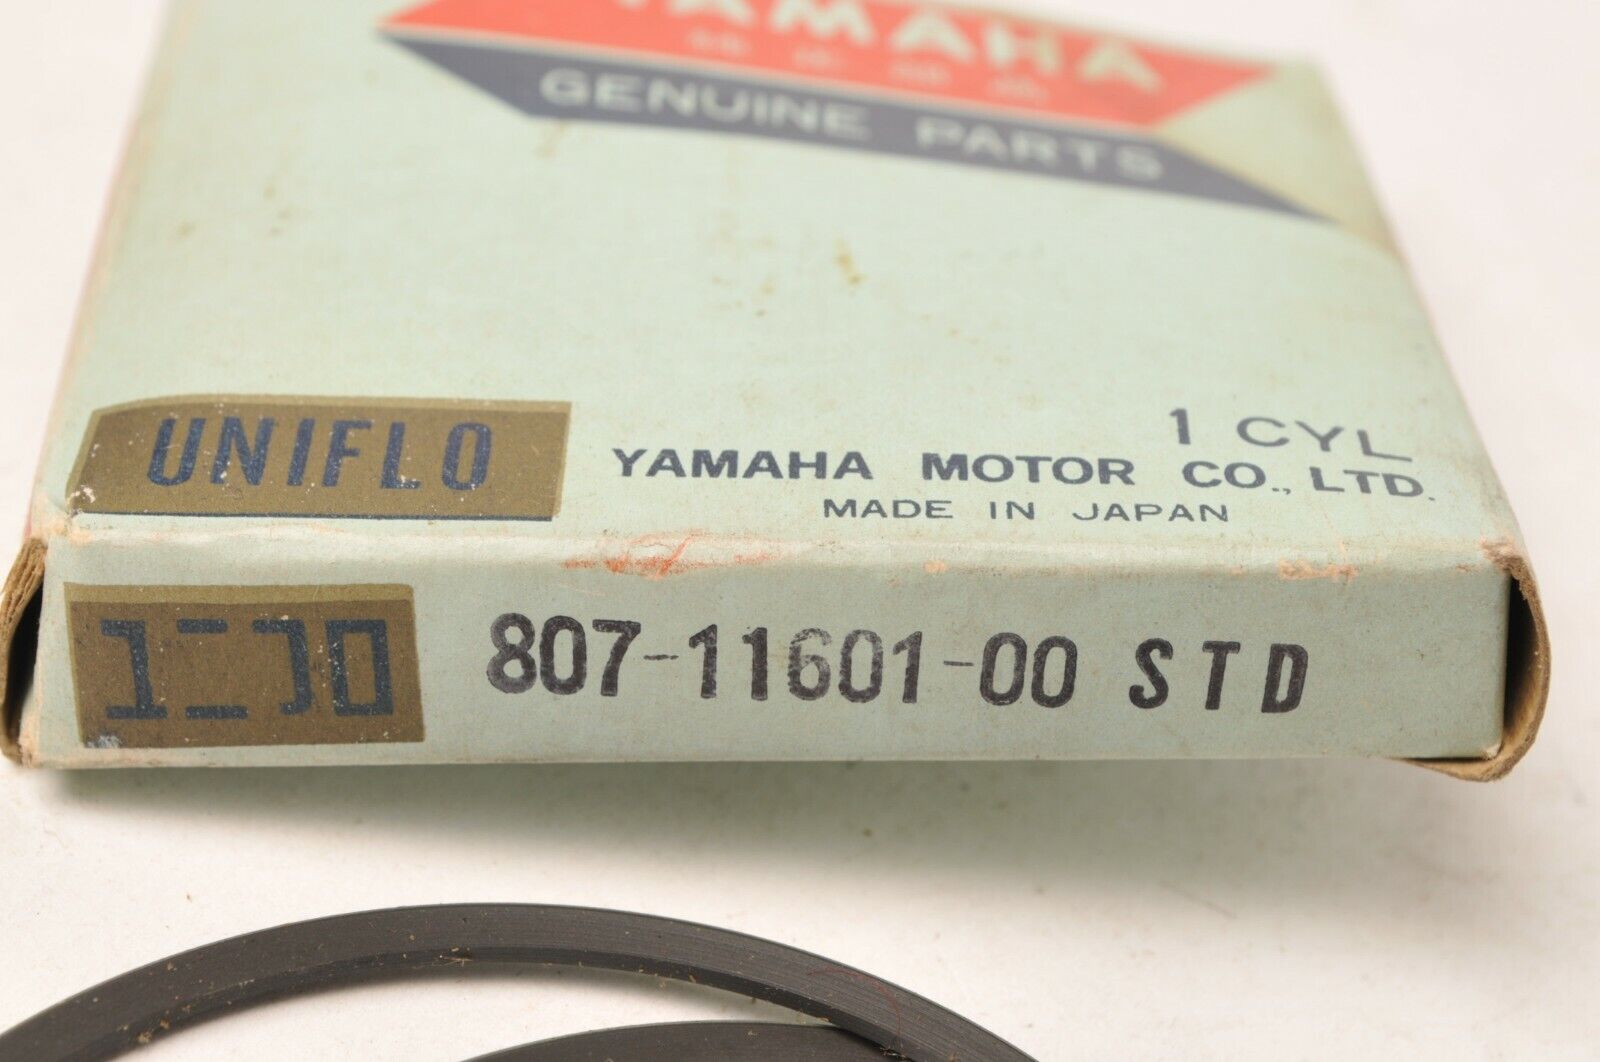 YAMAHA
GENUINE PARTS
UNIFLO
1 CYL
YAMAHA MOTOR CO., LTD.
MADE IN JAPAN
807-11601-00 STD